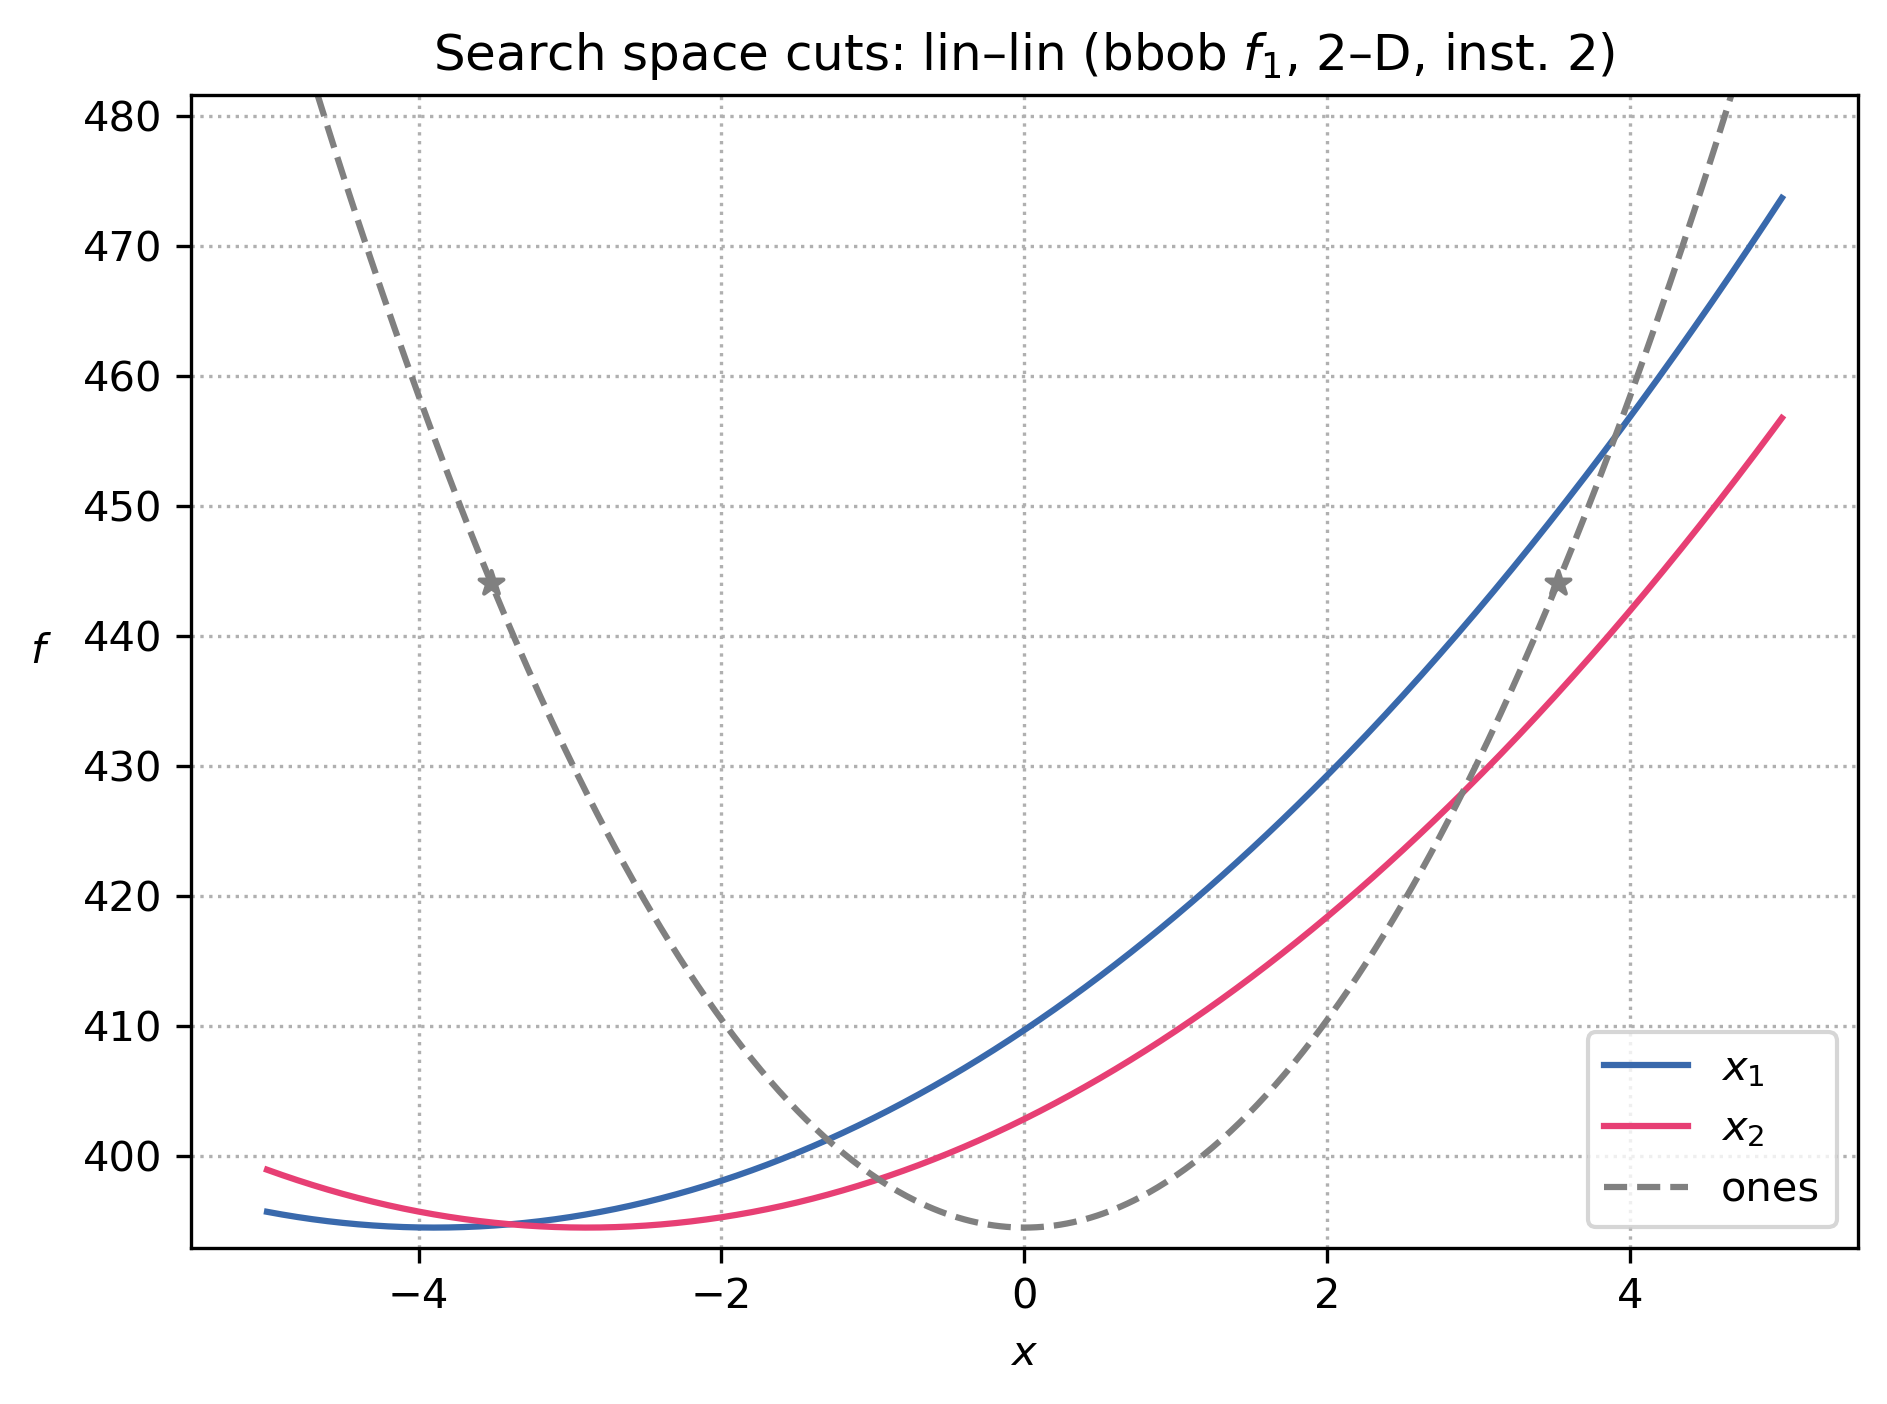 Search space cuts: lin–lin (bbob f₁, 2–D, inst. 2)
480
470
460
450
440
430
420
410
400
f
−4
−2
0
2
4
x
x₁
x₂
ones